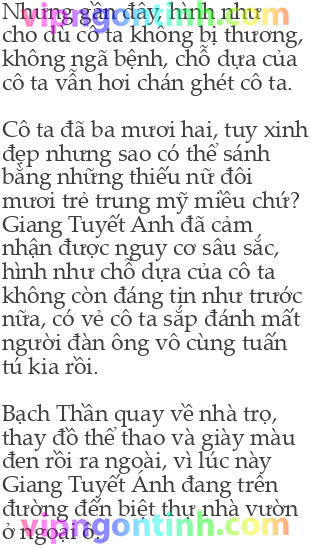 vipngontinh.com
Nhưng gần đây, hình như
cho dù cô ta không bị thương,
không ngã bệnh, chỗ dựa của
cô ta vẫn hơi chán ghét cô ta.
Cô ta đã ba mươi hai, tuy xinh
đẹp nhưng sao có thể sánh
bằng những thiếu nữ đôi
mươi trẻ trung mỹ miều chứ?
Giang Tuyết Anh đã cảm
nhận được nguy cơ sâu sắc,
hình như chỗ dựa của cô ta
không còn đáng tin như trước
nữa, có vẻ cô ta sắp đánh mất
người đàn ông vô cùng tuấn
tú kia rồi.
Bạch Thần quay về nhà trọ,
thay đồ thể thao và giày màu
đen rồi ra ngoài, vì lúc này
Giang Tuyết Anh đang trên
đường đến biệt thự nhà vườn
ở ngoại ô.
vipngontinh.com